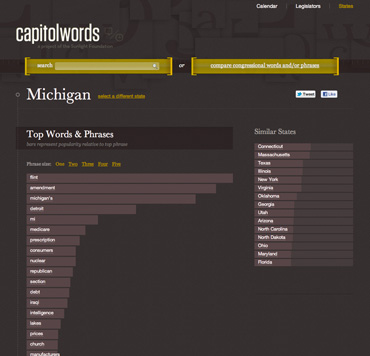 Calendar | Legislators | States
capitolwords
a project of the Sunlight Foundation
search or compare congressional words and/or phrases
Michigan select a different state
Tweet Like
Top Words & Phrases
bars represent popularity relative to top phrase
Phrase size: One Two Three Four Five
flint
amendment
michigan's
detroit
mi
medicare
prescription
consumers
nuclear
republican
section
debt
iraqi
intelligence
lakes
prices
church
manufacturers
Similar States
Connecticut
Massachusetts
Texas
Illinois
New York
Virginia
Oklahoma
Georgia
Utah
Arizona
North Carolina
North Dakota
Ohio
Maryland
Florida